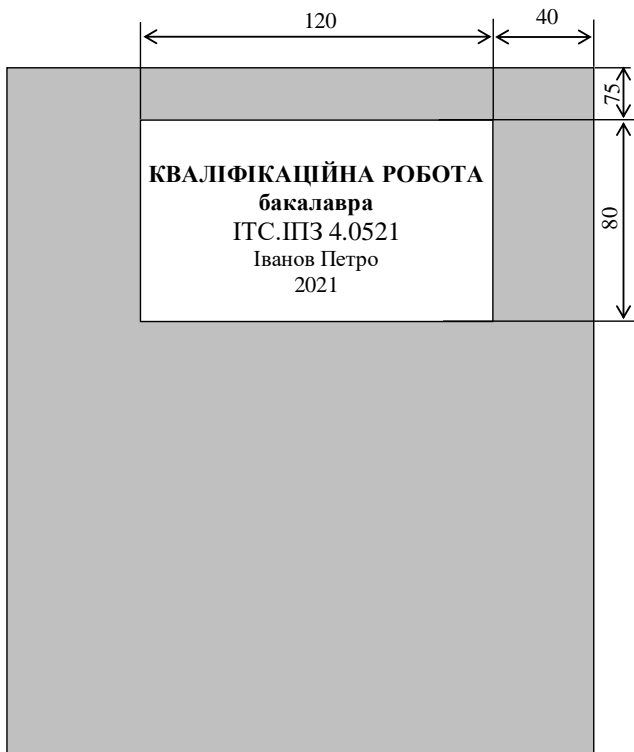 120
40
75
КВАЛІФІКАЦІЙНА РОБОТА
бакалавра
ІТС.ІПЗ 4.0521
Іванов Петро
2021
80